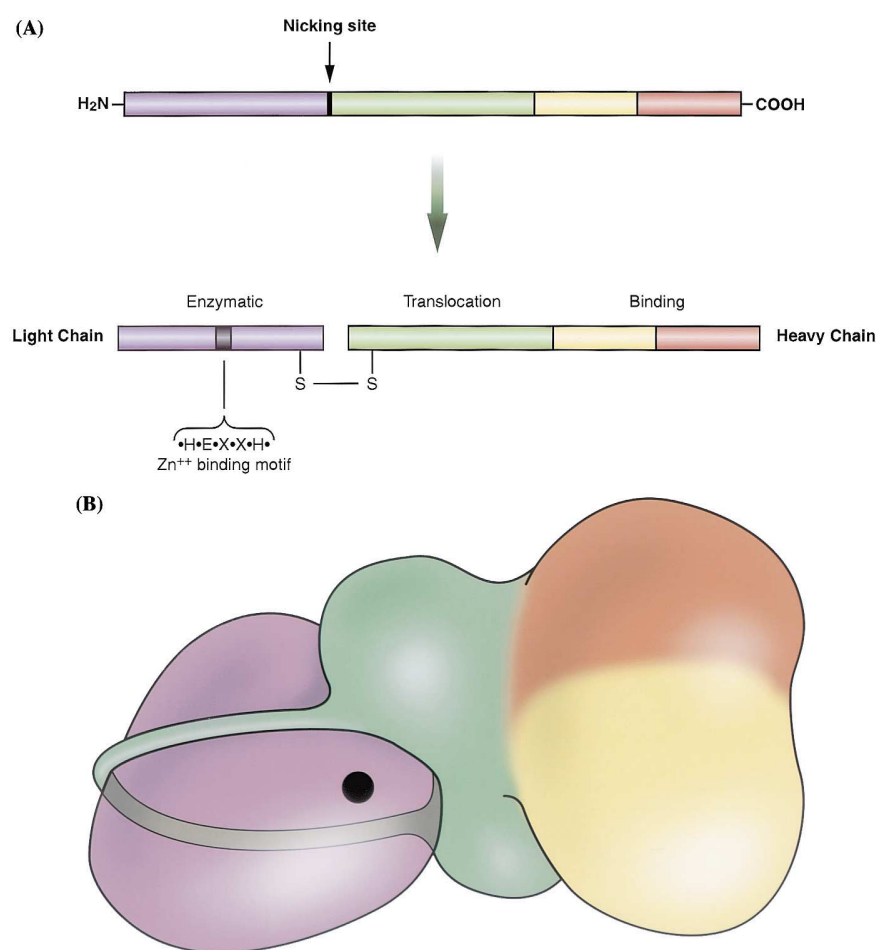 (A)
Nicking site
H₂N
COOH
Enzymatic Translocation Binding
Light Chain Heavy Chain
S S
•H•E•X•X•H•
Zn⁺⁺ binding motif
(B)